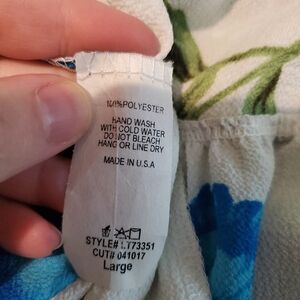 100% POLYESTER
HAND WASH
WITH COLD WATER
DO NOT BLEACH
HANG OR LINE DRY
MADE IN U.S.A
STYLE# LT73351
CUT# 041017
Large